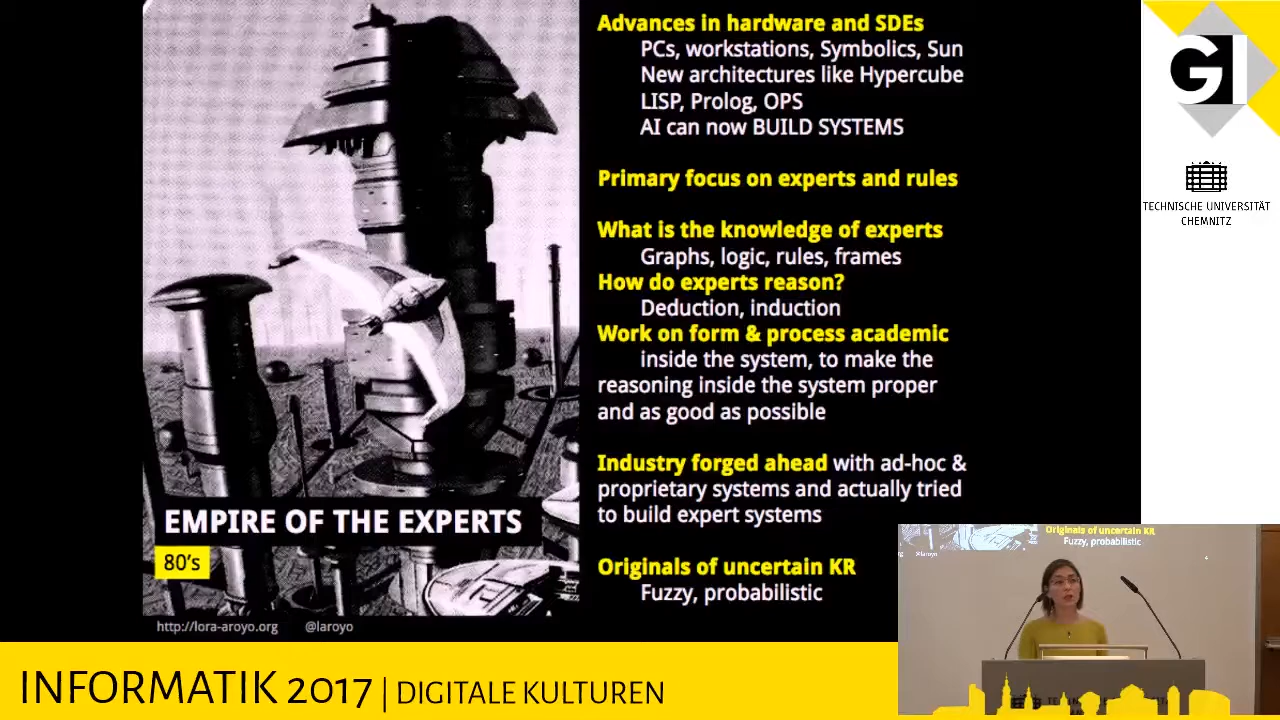 Advances in hardware and SDEs
PCs, workstations, Symbolics, Sun
New architectures like Hypercube
LISP, Prolog, OPS
AI can now BUILD SYSTEMS
Primary focus on experts and rules
What is the knowledge of experts
Graphs, logic, rules, frames
How do experts reason?
Deduction, induction
Work on form & process academic
inside the system, to make the
reasoning inside the system proper
and as good as possible
Industry forged ahead with ad-hoc &
proprietary systems and actually tried
to build expert systems
Originals of uncertain KR
Fuzzy, probabilistic
EMPIRE OF THE EXPERTS
80's
http://lora-aroyo.org @laroyo
GI
TECHNISCHE UNIVERSITÄT
CHEMNITZ
Originals of uncertain KR
Fuzzy, probabilistic
@laroyo
INFORMATIK 2017 | DIGITALE KULTUREN